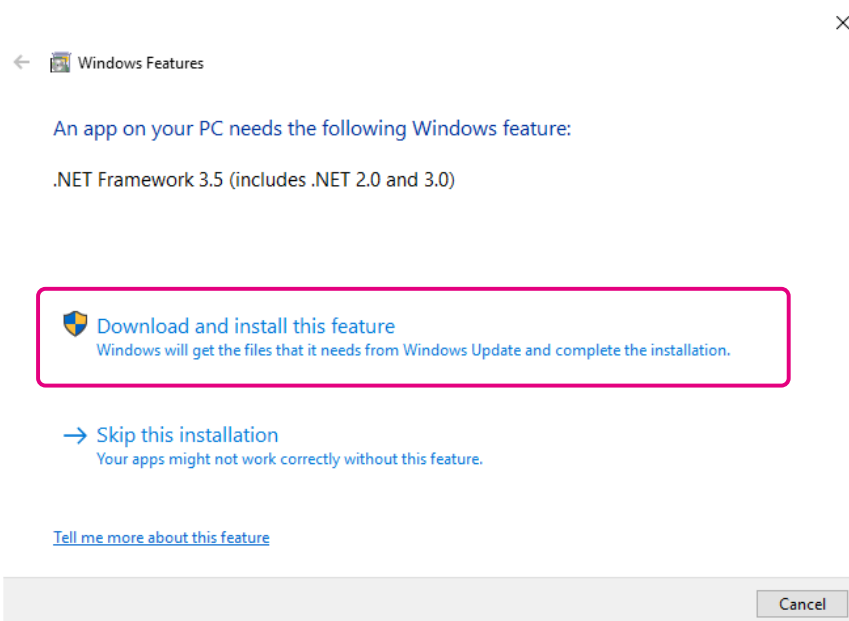 Windows Features
An app on your PC needs the following Windows feature:
.NET Framework 3.5 (includes .NET 2.0 and 3.0)
Download and install this feature
Windows will get the files that it needs from Windows Update and complete the installation.
Skip this installation
Your apps might not work correctly without this feature.
Tell me more about this feature
Cancel